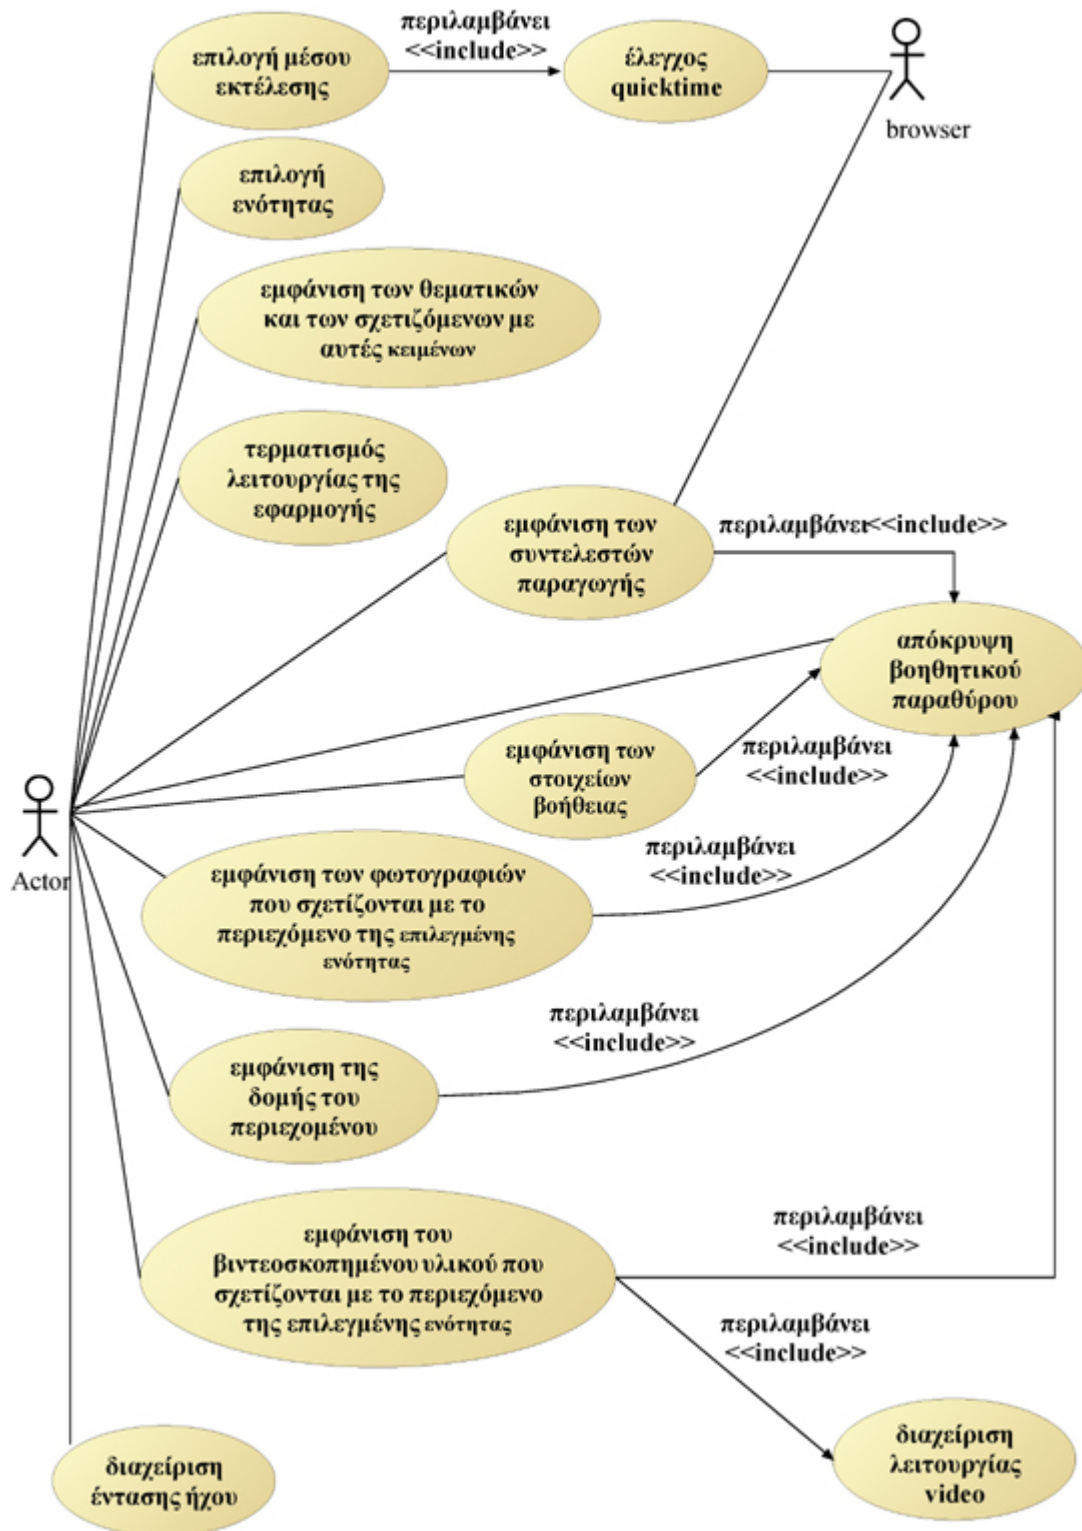 περιλαμβάνει
<<include>>
επιλογή μέσου
εκτέλεσης
έλεγχος
quicktime
browser
επιλογή
ενότητας
εμφάνιση των θεματικών
και των σχετιζόμενων με
αυτές κειμένων
τερματισμός
λειτουργίας της
εφαρμογής
εμφάνιση των
συντελεστών
παραγωγής
περιλαμβάνει<<include>>
απόκρυψη
βοηθητικού
παραθύρου
εμφάνιση των
στοιχείων
βοήθειας
περιλαμβάνει
<<include>>
Actor
περιλαμβάνει
<<include>>
εμφάνιση των φωτογραφιών
που σχετίζονται με το
περιεχόμενο της επιλεγμένης
ενότητας
περιλαμβάνει
<<include>>
εμφάνιση της
δομής του
περιεχομένου
περιλαμβάνει
<<include>>
εμφάνιση του
βιντεοσκοπημένου υλικού που
σχετίζονται με το περιεχόμενο
της επιλεγμένης ενότητας
περιλαμβάνει
<<include>>
διαχείριση
λειτουργίας
video
διαχείριση
έντασης ήχου